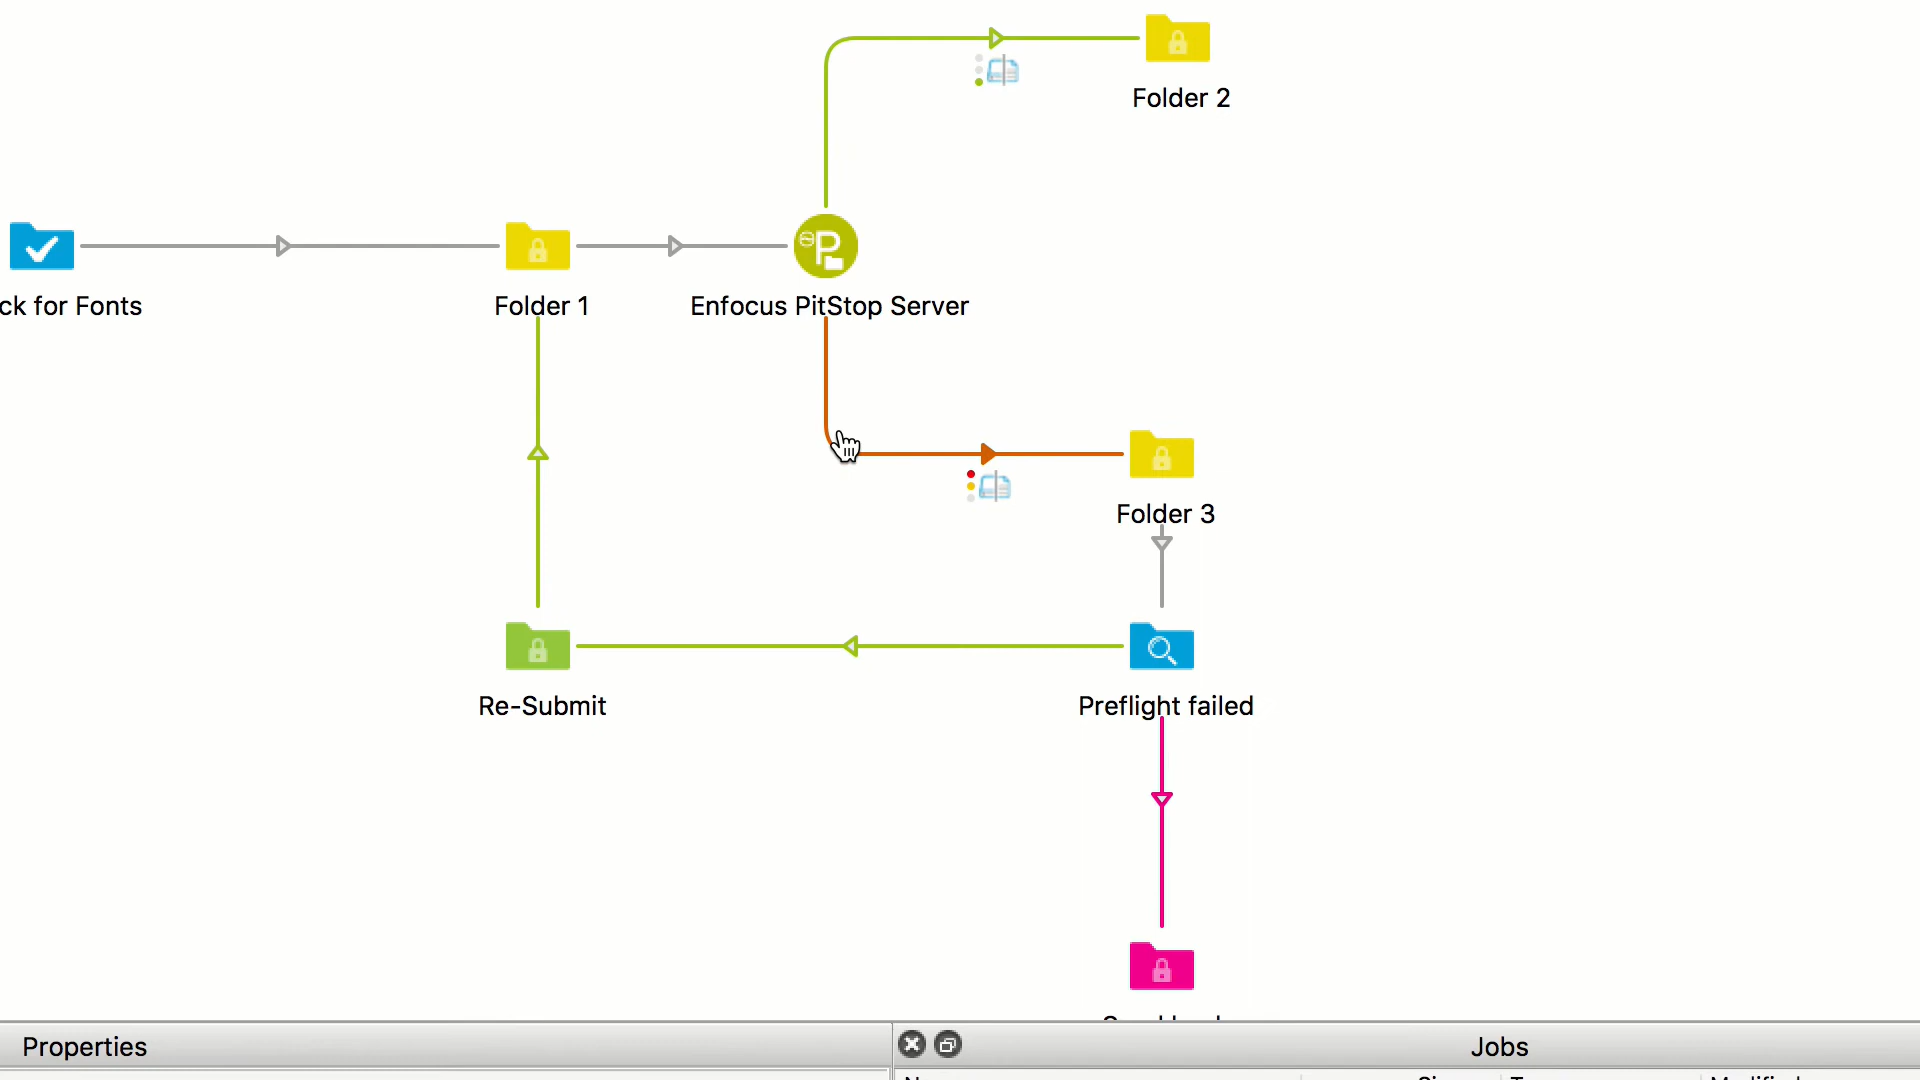 Folder 2
ck for Fonts
Folder 1
Enfocus PitStop Server
Folder 3
Re-Submit
Preflight failed
Properties
Jobs